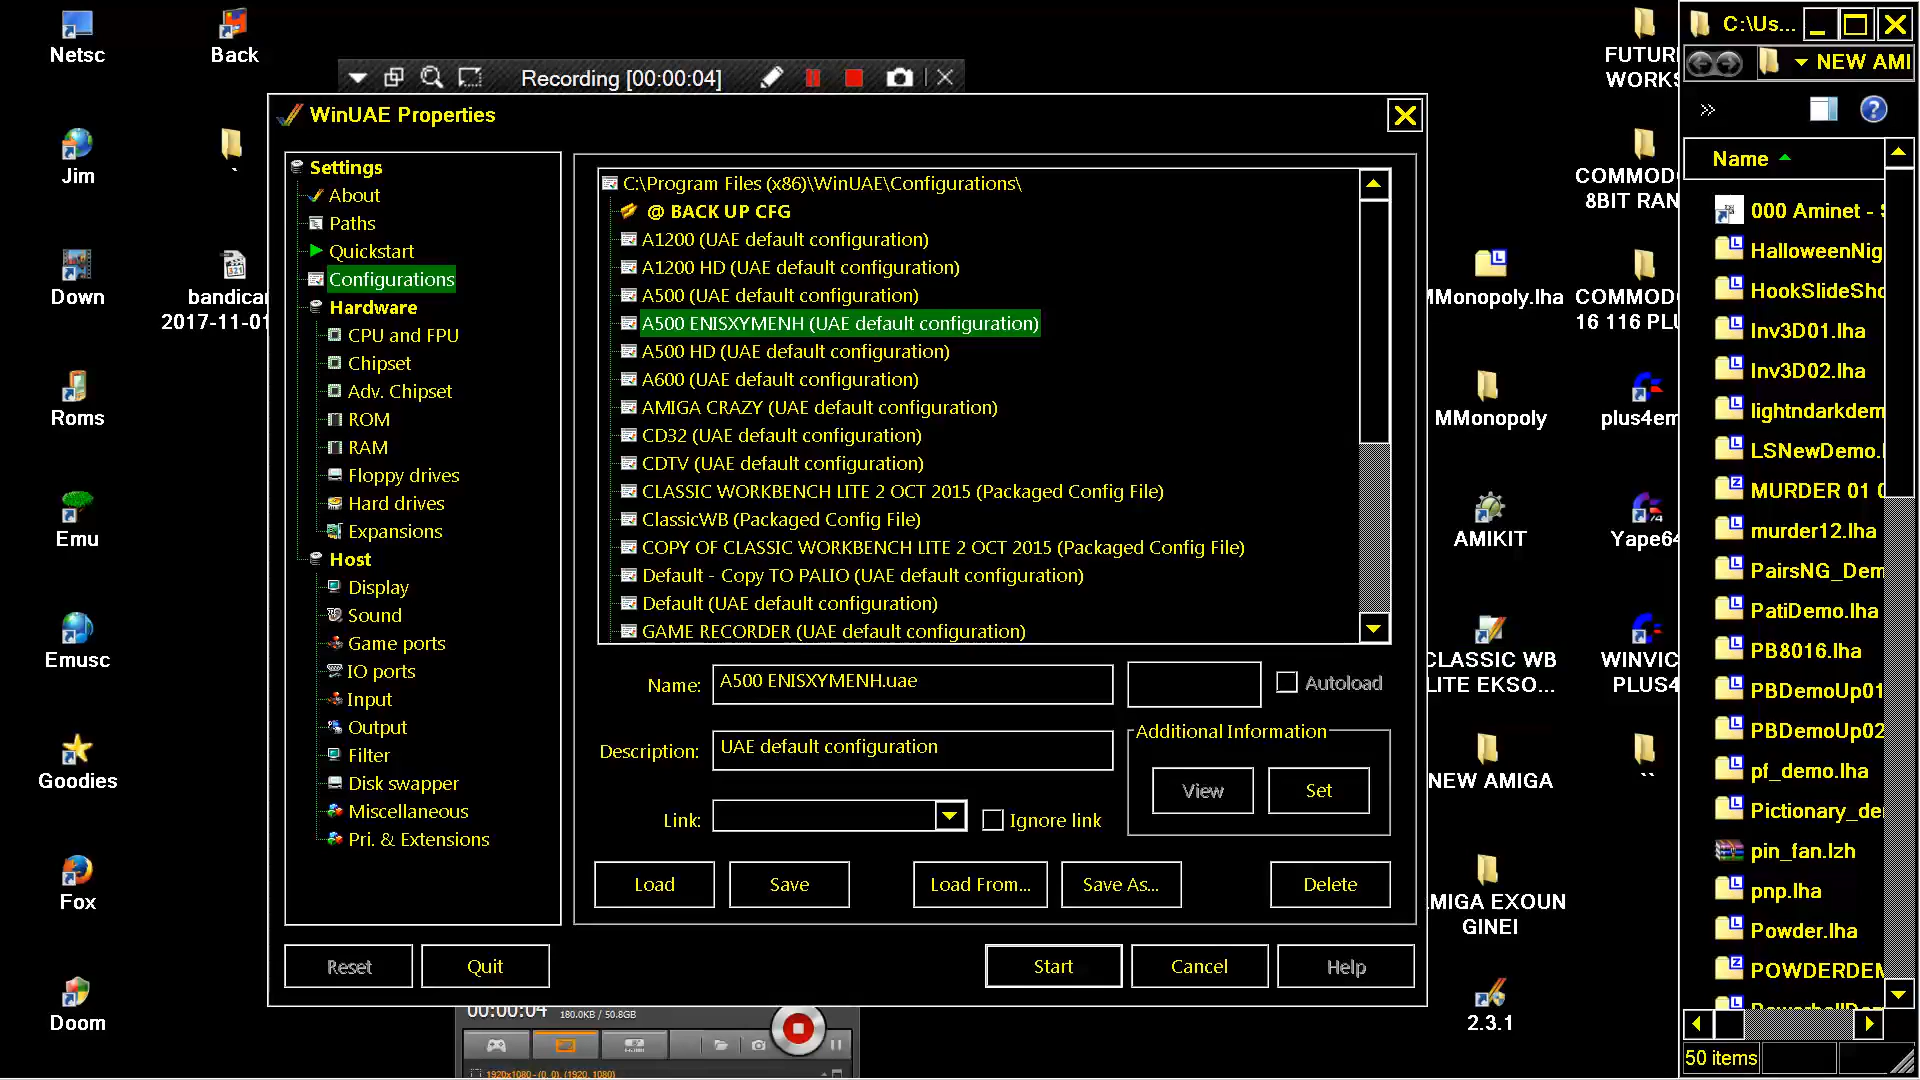 Netsc
Back
Jim
`
Down
bandicar
2017-11-01
Roms
Emu
Emusc
Goodies
Fox
Doom
Recording [00:00:04]
WinUAE Properties
Settings
About
Paths
Quickstart
Configurations
Hardware
CPU and FPU
Chipset
Adv. Chipset
ROM
RAM
Floppy drives
Hard drives
Expansions
Host
Display
Sound
Game ports
IO ports
Input
Output
Filter
Disk swapper
Miscellaneous
Pri. & Extensions
C:\Program Files (x86)\WinUAE\Configurations\
@ BACK UP CFG
A1200 (UAE default configuration)
A1200 HD (UAE default configuration)
A500 (UAE default configuration)
A500 ENISXYMENH (UAE default configuration)
A500 HD (UAE default configuration)
A600 (UAE default configuration)
AMIGA CRAZY (UAE default configuration)
CD32 (UAE default configuration)
CDTV (UAE default configuration)
CLASSIC WORKBENCH LITE 2 OCT 2015 (Packaged Config File)
ClassicWB (Packaged Config File)
COPY OF CLASSIC WORKBENCH LITE 2 OCT 2015 (Packaged Config File)
Default - Copy TO PALIO (UAE default configuration)
Default (UAE default configuration)
GAME RECORDER (UAE default configuration)
Name: A500 ENISXYMENH.uae
Autoload
Description: UAE default configuration
Additional Information
View Set
Link:
Ignore link
Load Save Load From... Save As... Delete
Reset Quit Start Cancel Help
00:00:04 180.0KB / 50.8GB
1920x1080 - (0, 0), (1920, 1080)
FUTUR
WORKS
COMMOD
8BIT RAN
MMonopoly.lha
COMMOD
16 116 PLU
MMonopoly
plus4em
AMIKIT
Yape64
CLASSIC WB
LITE EKSO...
WINVIC
PLUS4
NEW AMIGA
``
MIGA EXOUN
GINEI
2.3.1
C:\Us...
NEW AMI
Name
000 Aminet - S
HalloweenNig
HookSlideSho
Inv3D01.lha
Inv3D02.lha
lightndarkdem
LSNewDemo.l
MURDER 01 0
murder12.lha
PairsNG_Dem
PatiDemo.lha
PB8016.lha
PBDemoUp01
PBDemoUp02
pf_demo.lha
Pictionary_de
pin_fan.lzh
pnp.lha
Powder.lha
POWDERDEM
50 items